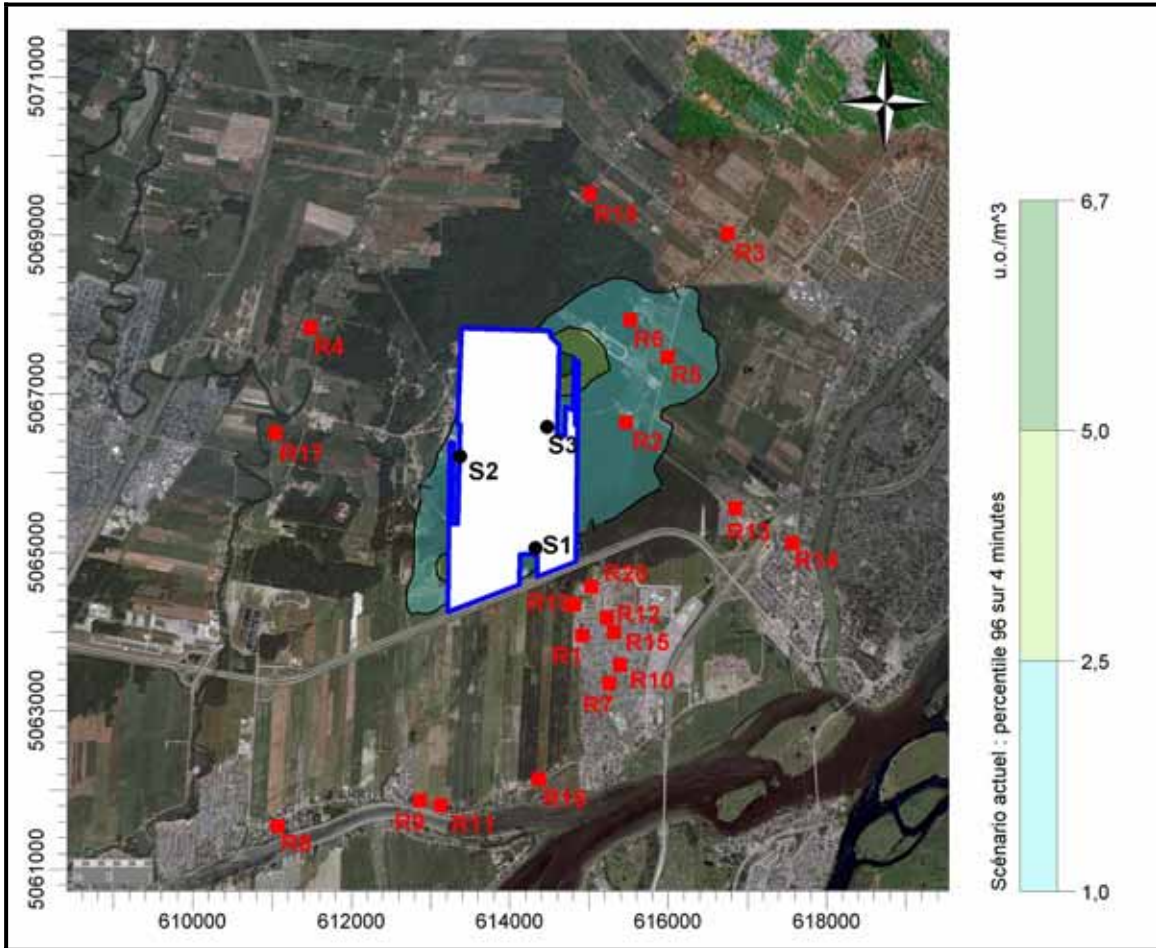 5071000
5069000
5067000
5065000
5063000
5061000
610000
612000
614000
616000
618000
R18
R3
R6
R5
R4
R2
R17
S3
S2
S1
R13
R14
R20
R12
R15
R1
R10
R7
R9
R11
R8
Scénario actuel : percentile 96 sur 4 minutes
u.o./m^3
6,7
5,0
2,5
1,0